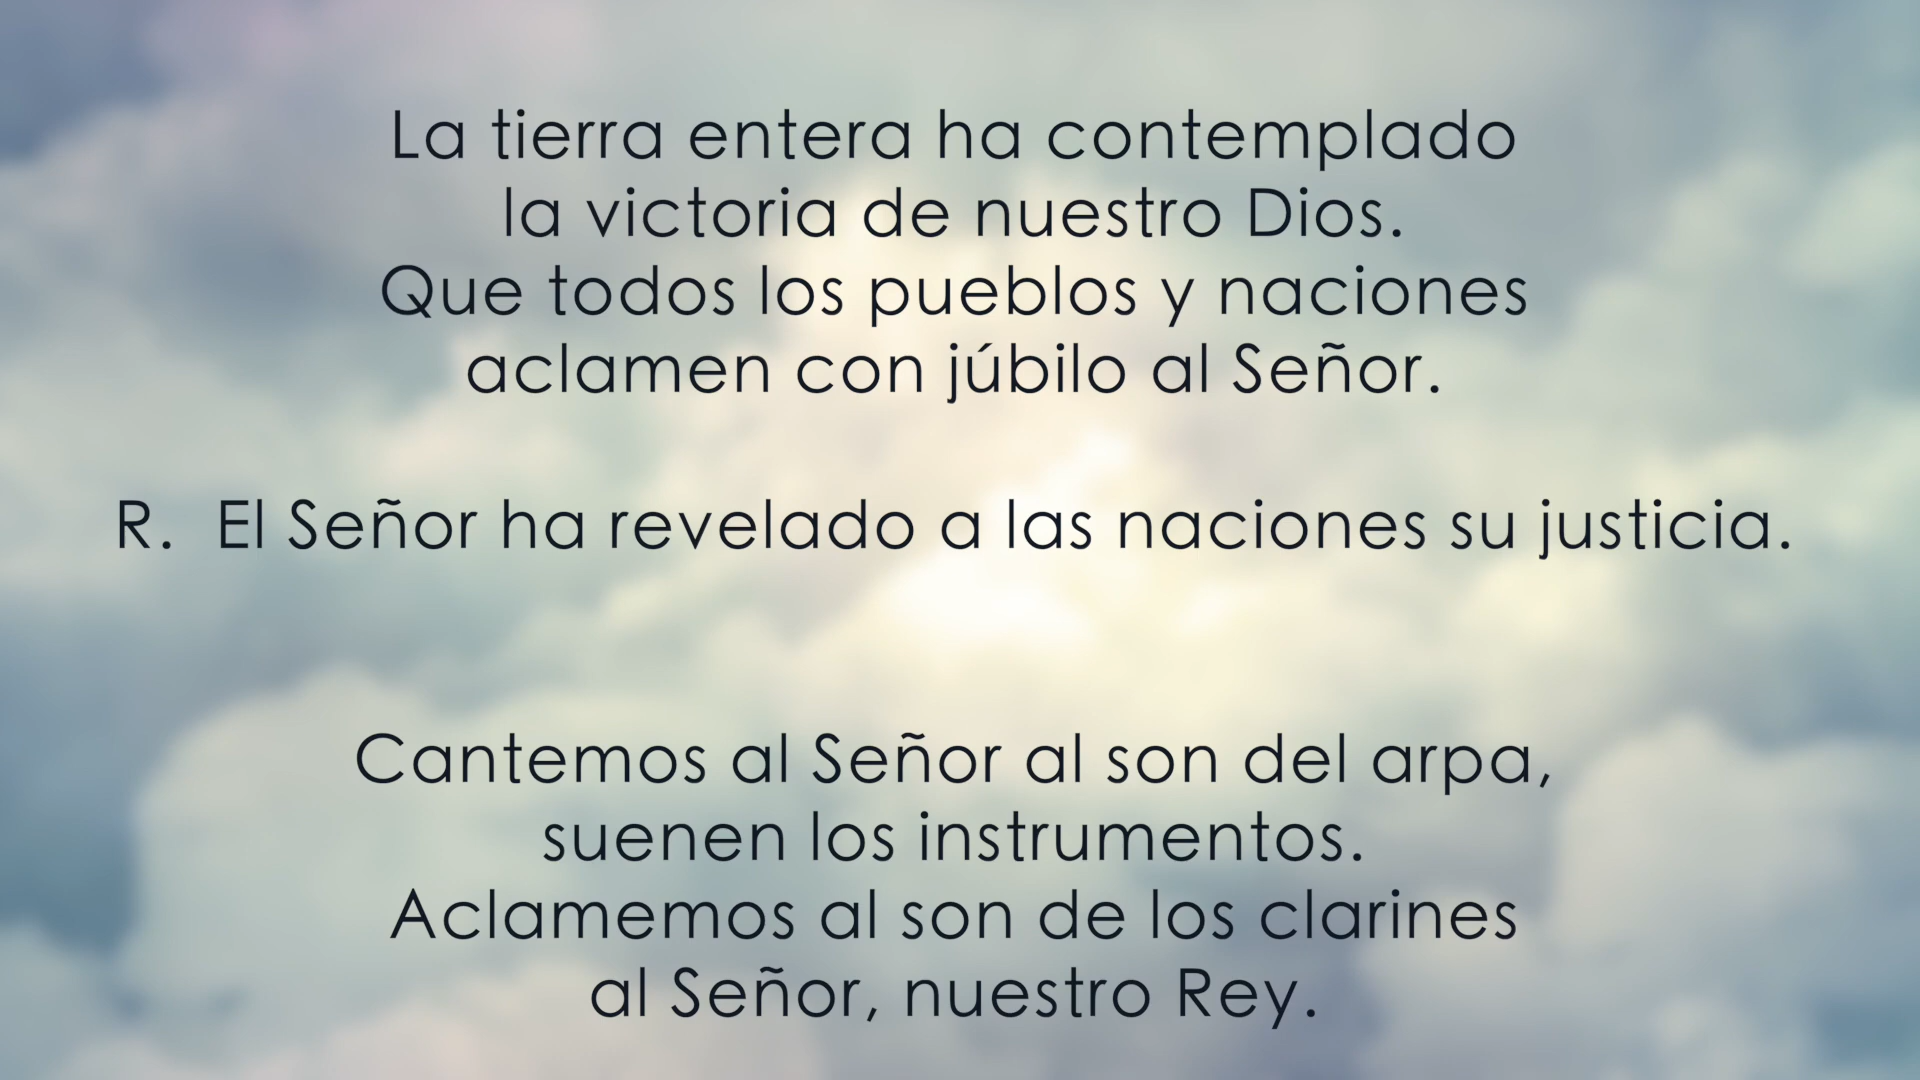 La tierra entera ha contemplado
la victoria de nuestro Dios.
Que todos los pueblos y naciones
aclamen con júbilo al Señor.
R.  El Señor ha revelado a las naciones su justicia.
Cantemos al Señor al son del arpa,
suenen los instrumentos.
Aclamemos al son de los clarines
al Señor, nuestro Rey.